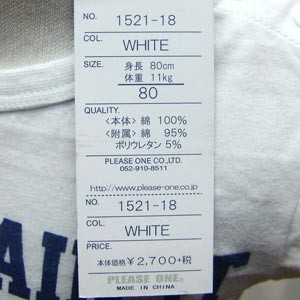 NO. 1521-18
COL. WHITE
SIZE. 身長 80cm
体重 11kg
80
QUALITY.
〈本体〉綿 100%
〈附属〉綿 95%
ポリウレタン 5%
PLEASE ONE CO.,LTD.
052-910-8511
http://www.please-one.co.jp/
NO. 1521-18
COL. WHITE
PRICE.
本体価格 ¥2,700+税
PLEASE ONE.
MADE IN CHINA